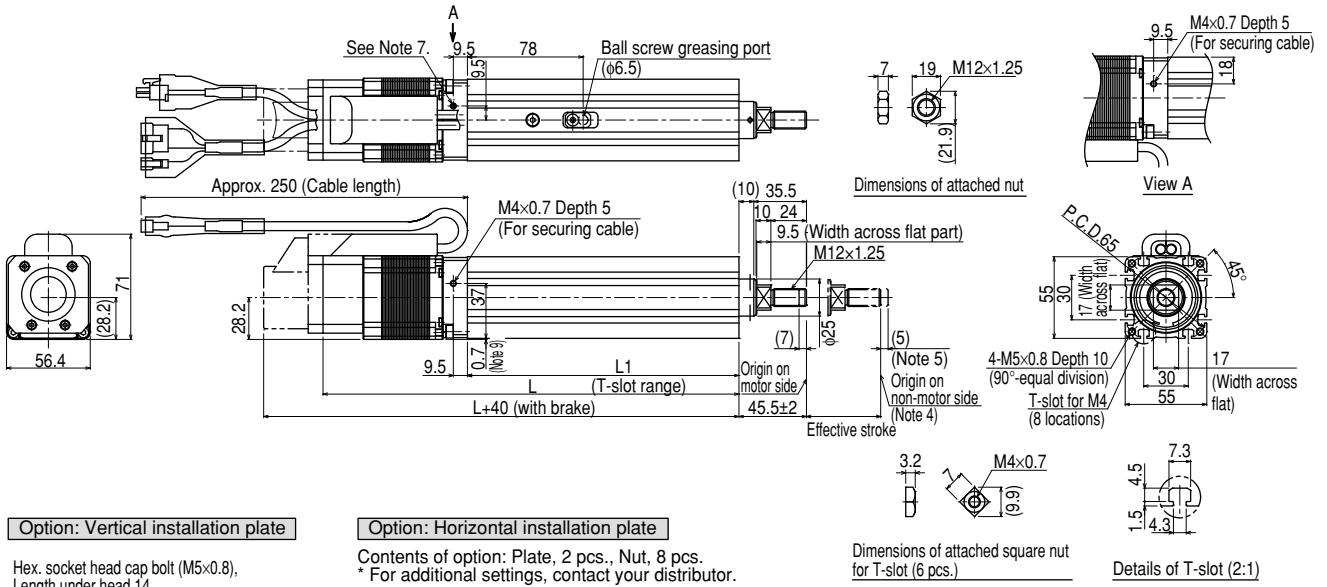 A
See Note 7.
9.5
78
9.5
Ball screw greasing port
(ϕ6.5)
7
19
M12×1.25
(21.9)
Dimensions of attached nut
9.5
M4×0.7 Depth 5
(For securing cable)
18
View A
Approx. 250 (Cable length)
M4×0.7 Depth 5
(For securing cable)
(10)
35.5
10
24
9.5 (Width across flat part)
M12×1.25
71
(28.2)
56.4
28.2
37
0.7
(Note 9)
9.5
L1
(T-slot range)
L
L+40 (with brake)
Origin on
motor side
45.5±2
(7)
ϕ25
(5)
(Note 5)
Origin on
non-motor side
(Note 4)
Effective stroke
P.C.D.65
45°
55
30
17 (Width
across flat)
4-M5×0.8 Depth 10
(90°-equal division)
T-slot for M4
(8 locations)
30
55
17
(Width across
flat)
3.2
7
M4×0.7
(9.9)
Dimensions of attached square nut
for T-slot (6 pcs.)
7.3
4.5
1.5
4.3
Details of T-slot (2:1)
Option: Vertical installation plate
Hex. socket head cap bolt (M5×0.8),
Length under head 14
Option: Horizontal installation plate
Contents of option: Plate, 2 pcs., Nut, 8 pcs.
* For additional settings, contact your distributor.